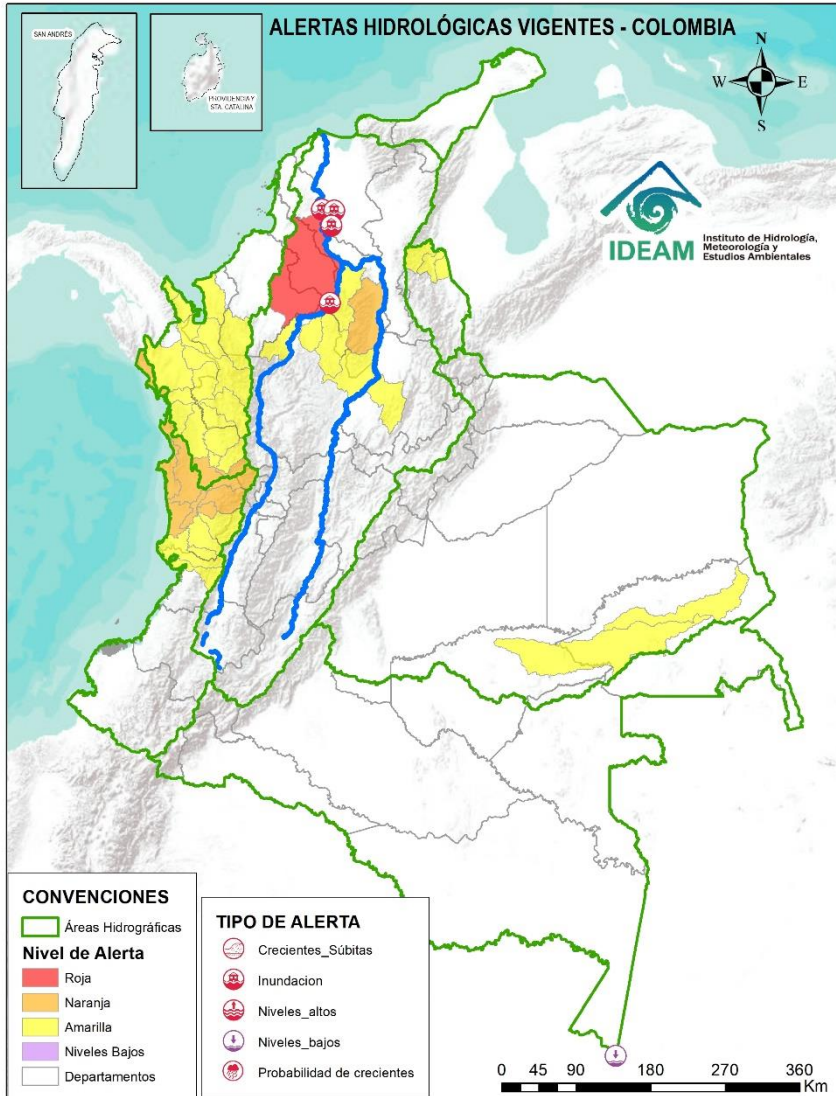 ALERTAS HIDROLÓGICAS VIGENTES - COLOMBIA
SAN ANDRÉS
PROVIDENCIA Y
STA. CATALINA
N
W
E
S
IDEAM
Instituto de Hidrología,
Meteorología y
Estudios Ambientales
CONVENCIONES
Áreas Hidrográficas
Nivel de Alerta
Roja
Naranja
Amarilla
Niveles Bajos
Departamentos
TIPO DE ALERTA
Crecientes_Súbitas
Inundacion
Niveles_altos
Niveles_bajos
Probabilidad de crecientes
0 45 90 180 270 360
Km